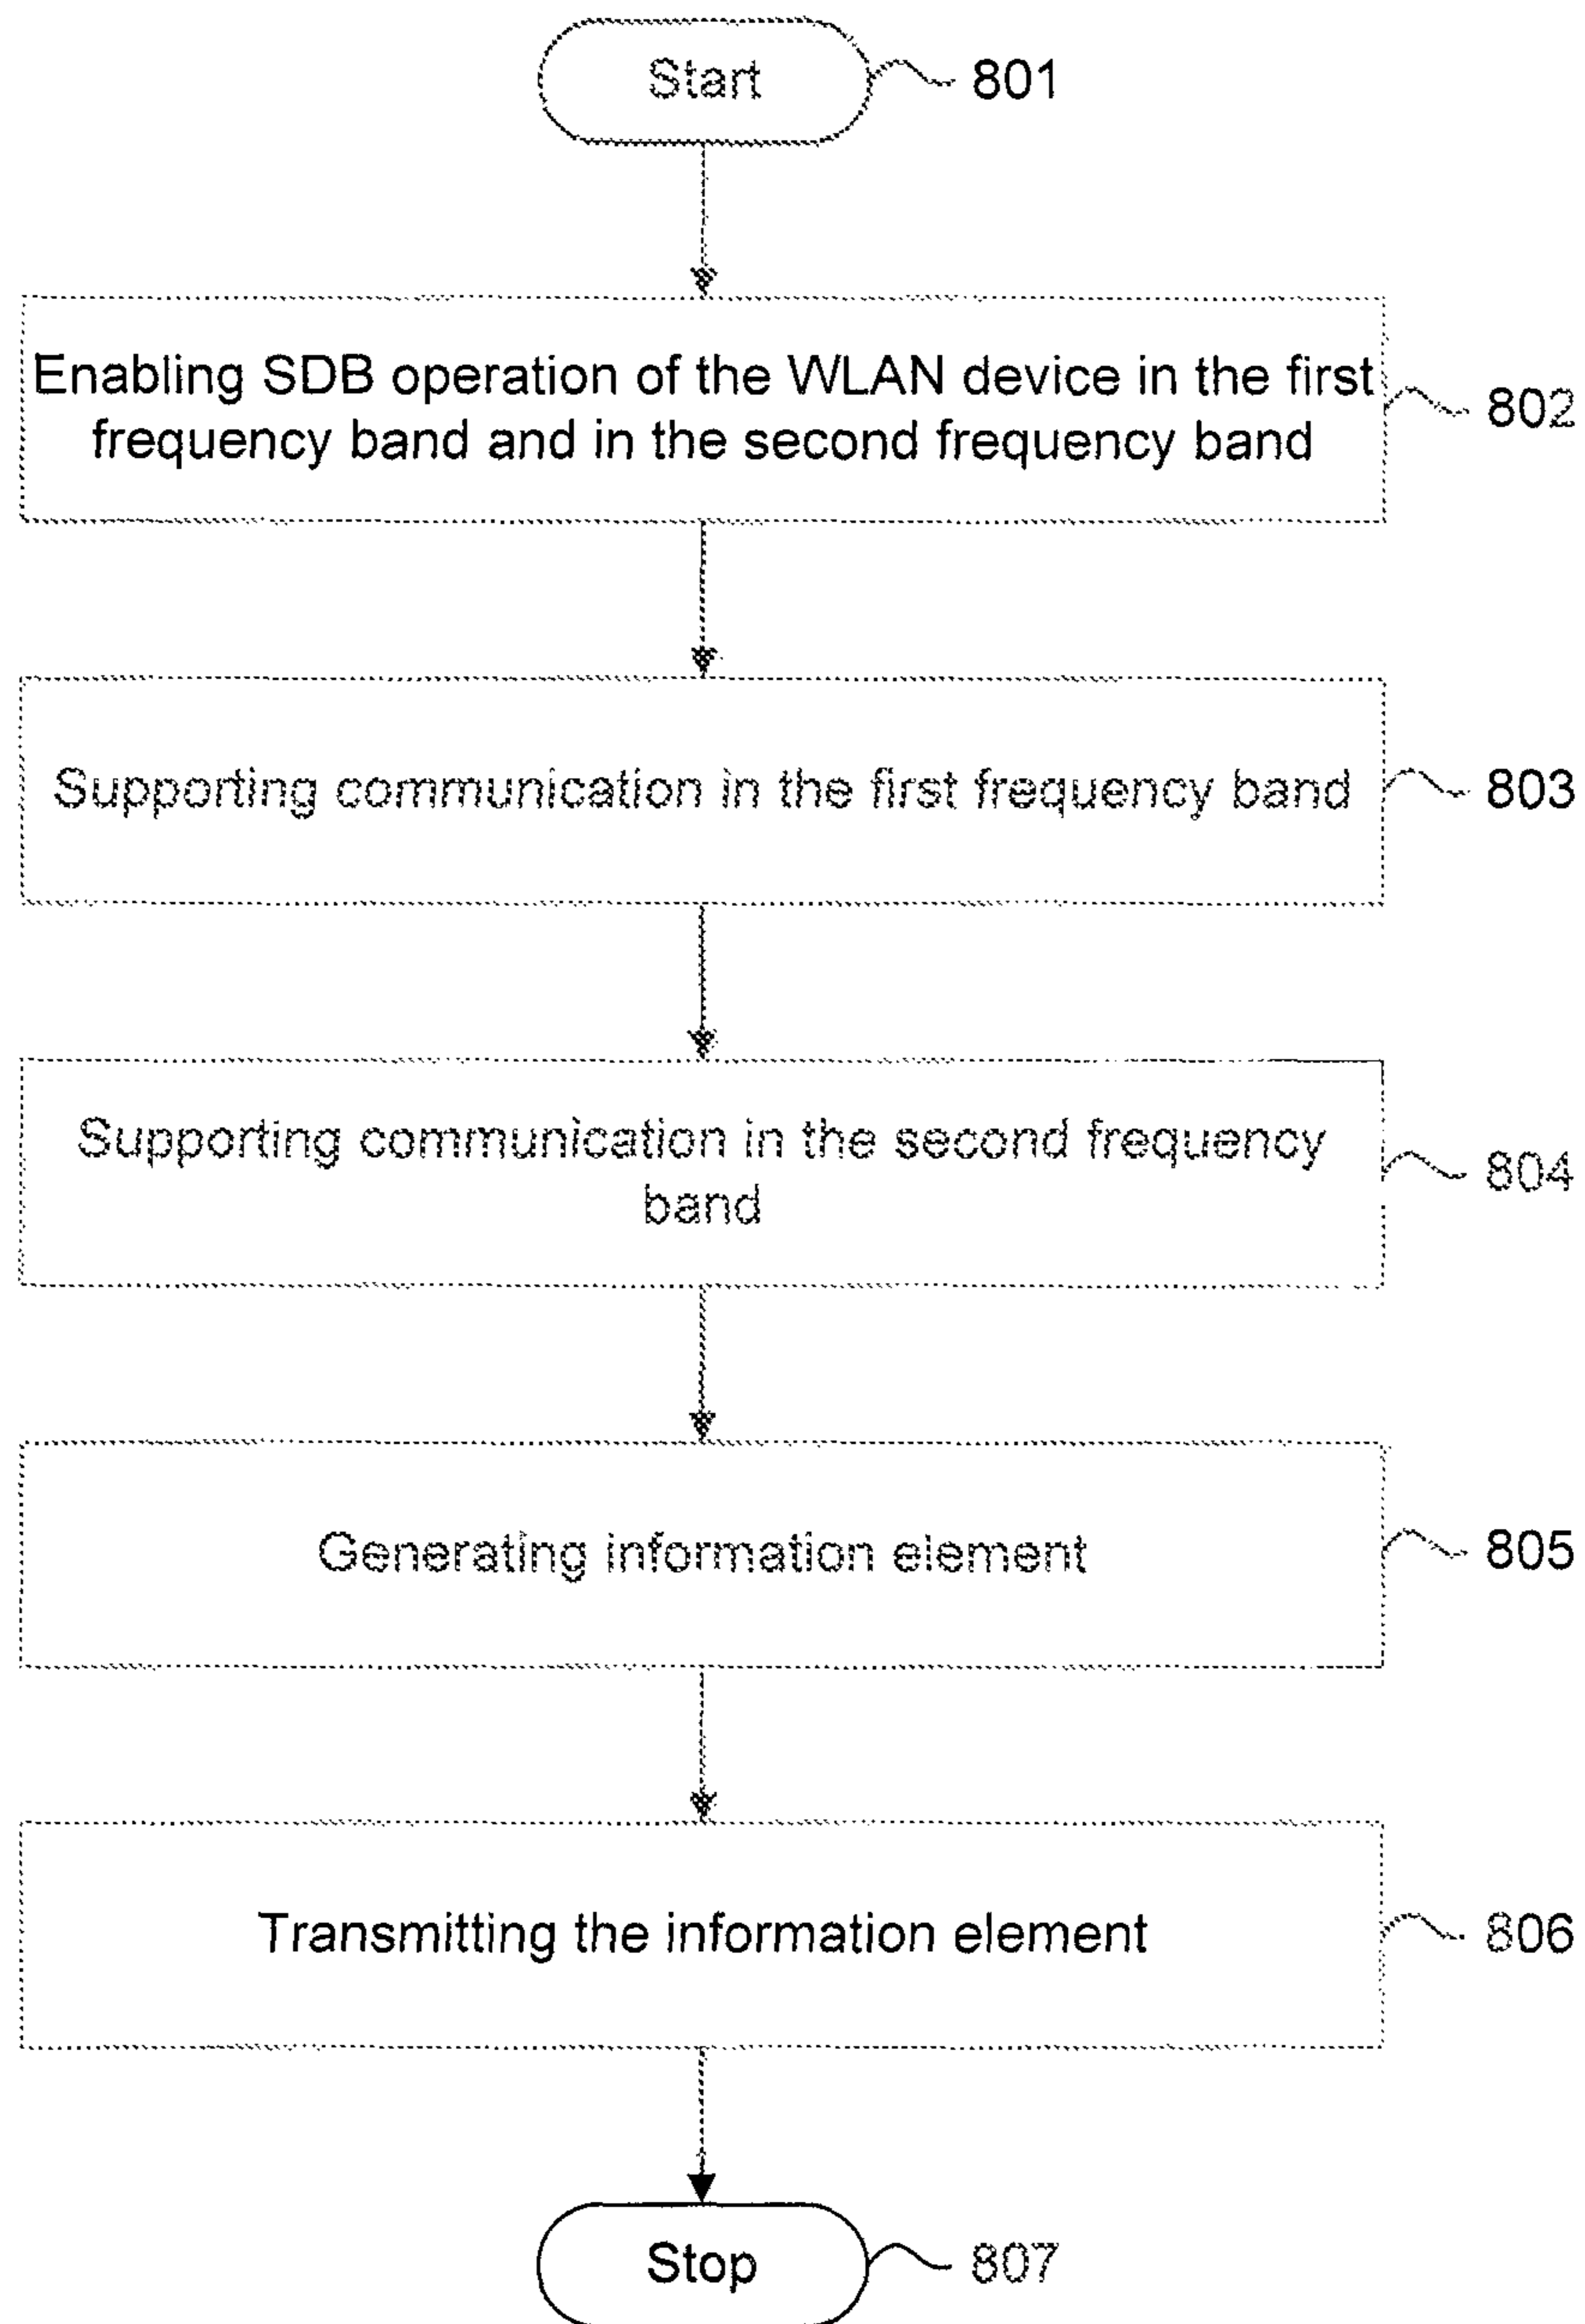 Start
801
Enabling SDB operation of the WLAN device in the first
frequency band and in the second frequency band
802
Supporting communication in the first frequency band
803
Supporting communication in the second frequency
band
804
Generating information element
805
Transmitting the information element
806
Stop
807